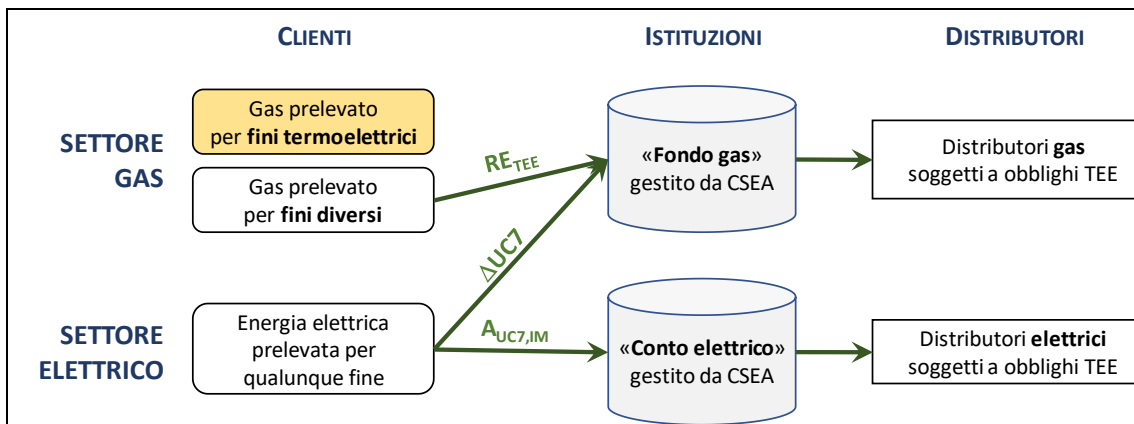 CLIENTI
ISTITUZIONI
DISTRIBUTORI
SETTORE
GAS
Gas prelevato
per fini termoelettrici
Gas prelevato
per fini diversi
RE_TEE
«Fondo gas»
gestito da CSEA
Distributori gas
soggetti a obblighi TEE
ΔUC7
SETTORE
ELETTRICO
Energia elettrica
prelevata per
qualunque fine
A_UC7,IM
«Conto elettrico»
gestito da CSEA
Distributori elettrici
soggetti a obblighi TEE